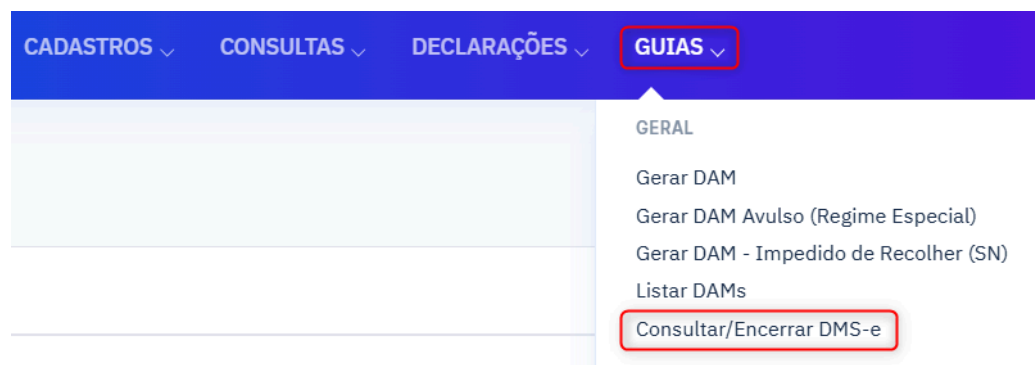 CADASTROS CONSULTAS DECLARAÇÕES GUIAS
GERAL
Gerar DAM
Gerar DAM Avulso (Regime Especial)
Gerar DAM - Impedido de Recolher (SN)
Listar DAMs
Consultar/Encerrar DMS-e